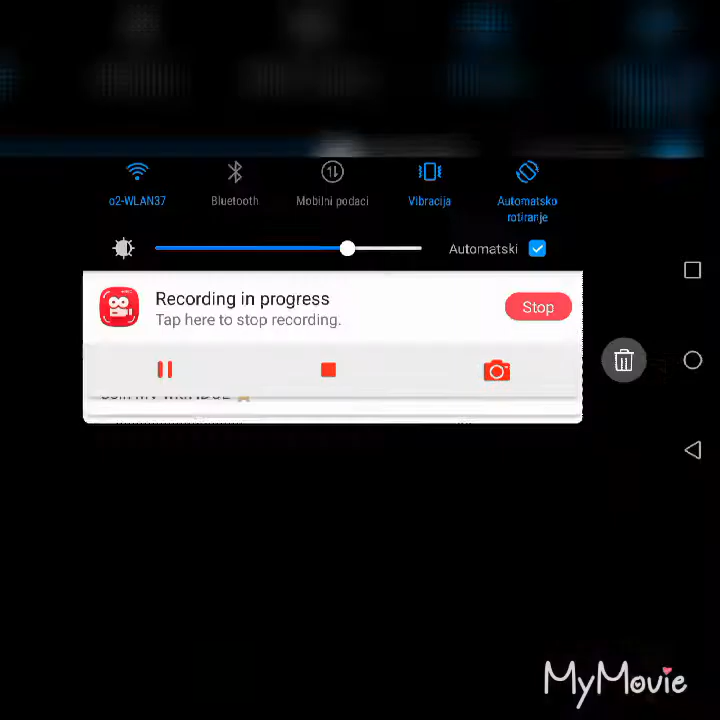 o2-WLAN37
Bluetooth
Mobilni podaci
Vibracija
Automatsko
rotiranje
Automatski
Recording in progress
Tap here to stop recording.
Stop
MyMovie